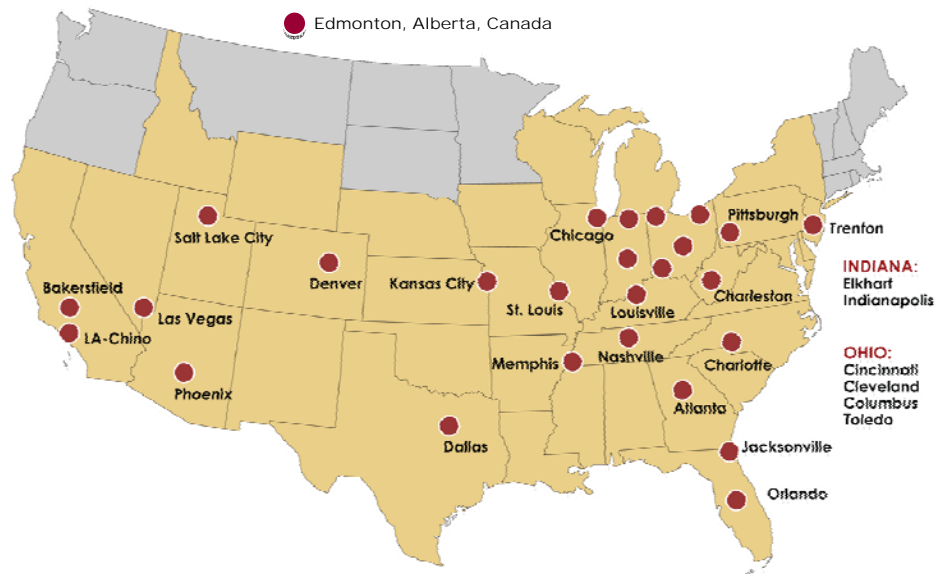 Edmonton, Alberta, Canada
Pittsburgh
Trenton
Chicago
Salt Lake City
INDIANA:
Elkhart
Indianapolis
Denver
Kansas City
Bakersfield
Charleston
St. Louis
Louisville
Las Vegas
LA-Chino
OHIO:
Cincinnati
Cleveland
Columbus
Toledo
Memphis
Nashville
Charlotte
Phoenix
Atlanta
Dallas
Jacksonville
Orlando